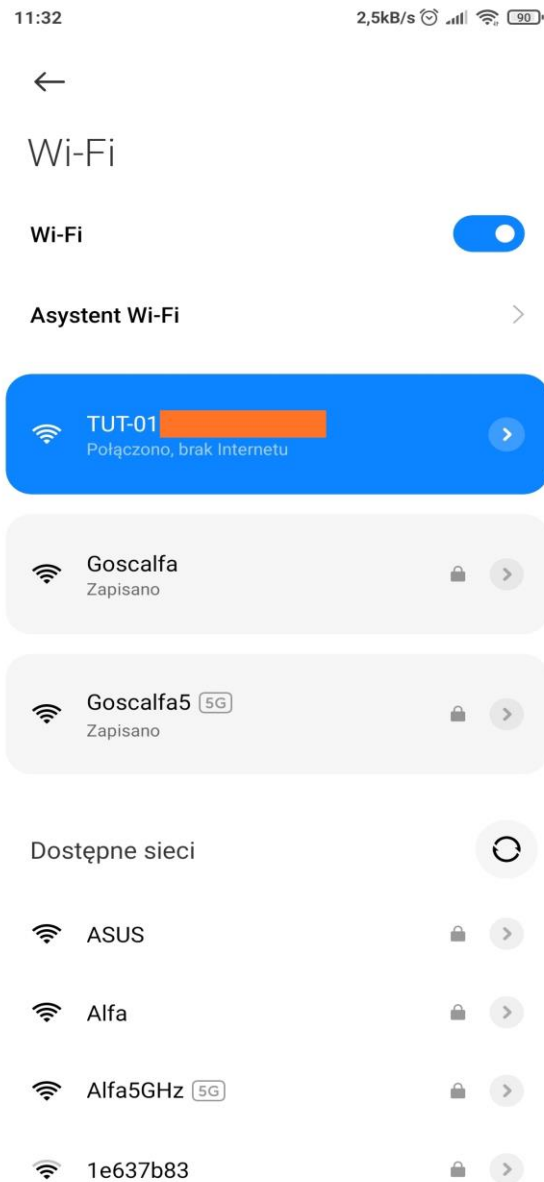 11:32
2,5kB/s 90
Wi-Fi
Wi-Fi
Asystent Wi-Fi
TUT-01
Połączono, brak Internetu
Goscalfa
Zapisano
Goscalfa5 5G
Zapisano
Dostępne sieci
ASUS
Alfa
Alfa5GHz 5G
1e637b83